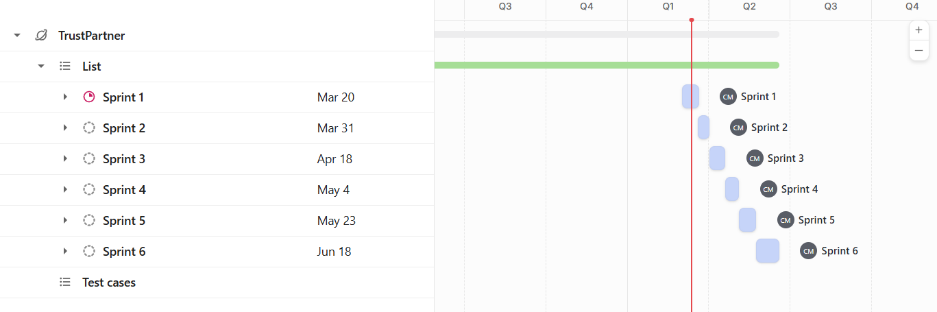 Q3 Q4 Q1 Q2 Q3 Q4
TrustPartner
List
Sprint 1 Mar 20 CM Sprint 1
Sprint 2 Mar 31 CM Sprint 2
Sprint 3 Apr 18 CM Sprint 3
Sprint 4 May 4 CM Sprint 4
Sprint 5 May 23 CM Sprint 5
Sprint 6 Jun 18 CM Sprint 6
Test cases